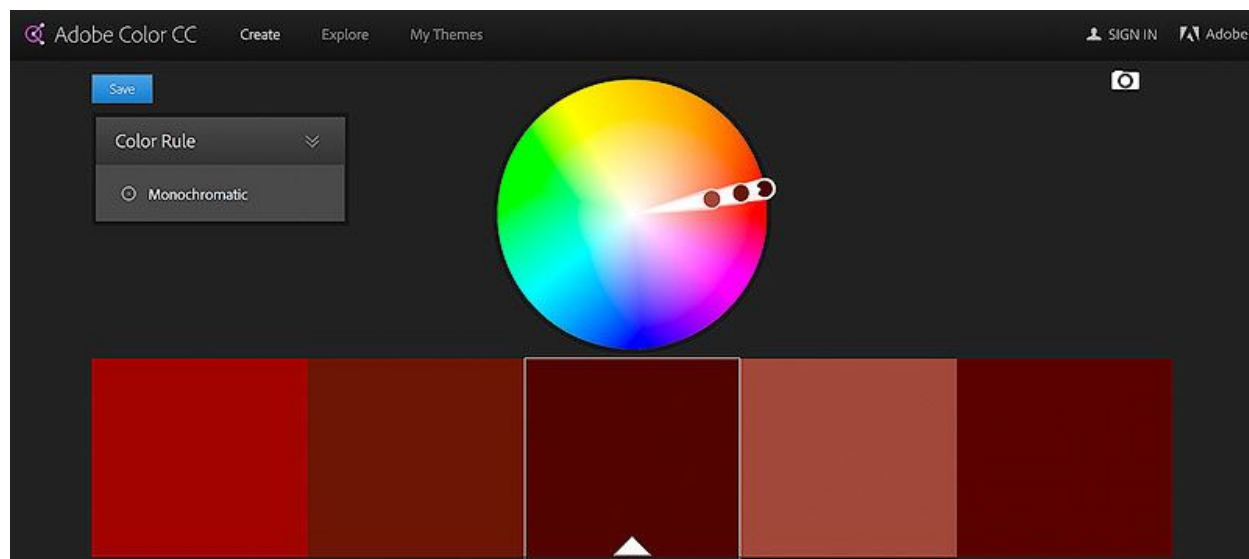 Adobe Color CC Create Explore My Themes SIGN IN Adobe
Save
Color Rule
Monochromatic